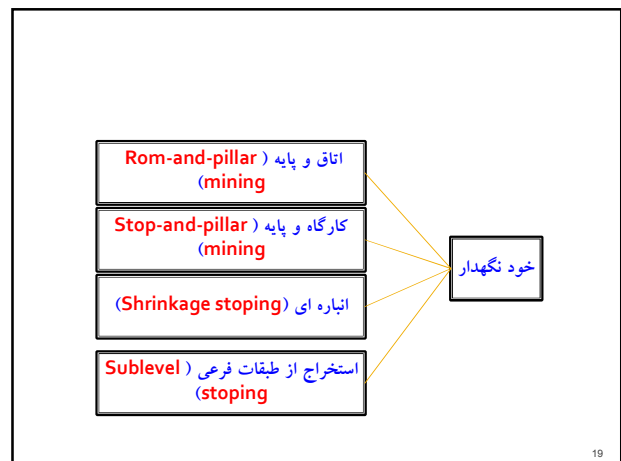 اتاق و پایه ( Rom-and-pillar
mining)
کارگاه و پایه ( Stop-and-pillar
mining)
انباره ای (Shrinkage stoping)
استخراج از طبقات فرعی ( Sublevel
stoping)
خود نگهدار
19